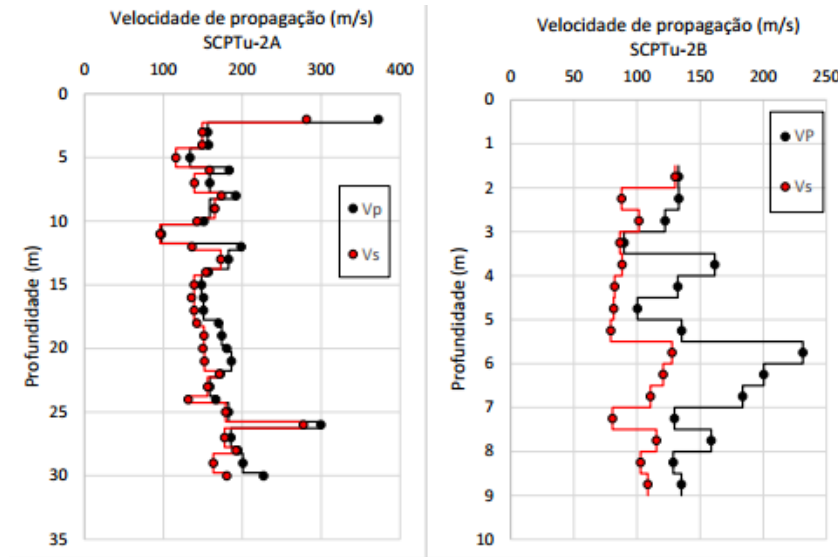 Velocidade de propagação (m/s)
SCPTu-2A
0 100 200 300 400
0
5
10
15
20
25
30
35
Profundidade (m)
Vp
Vs
Velocidade de propagação (m/s)
SCPTu-2B
0 50 100 150 200 250
0
1
2
3
4
5
6
7
8
9
10
Profundidade (m)
VP
Vs